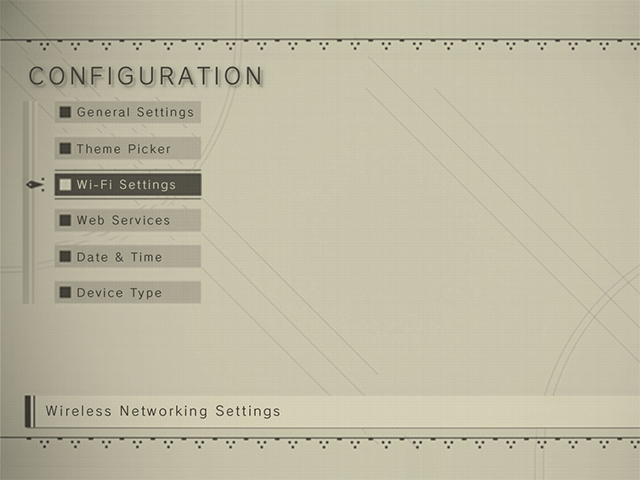 CONFIGURATION
General Settings
Theme Picker
Wi-Fi Settings
Web Services
Date & Time
Device Type
Wireless Networking Settings